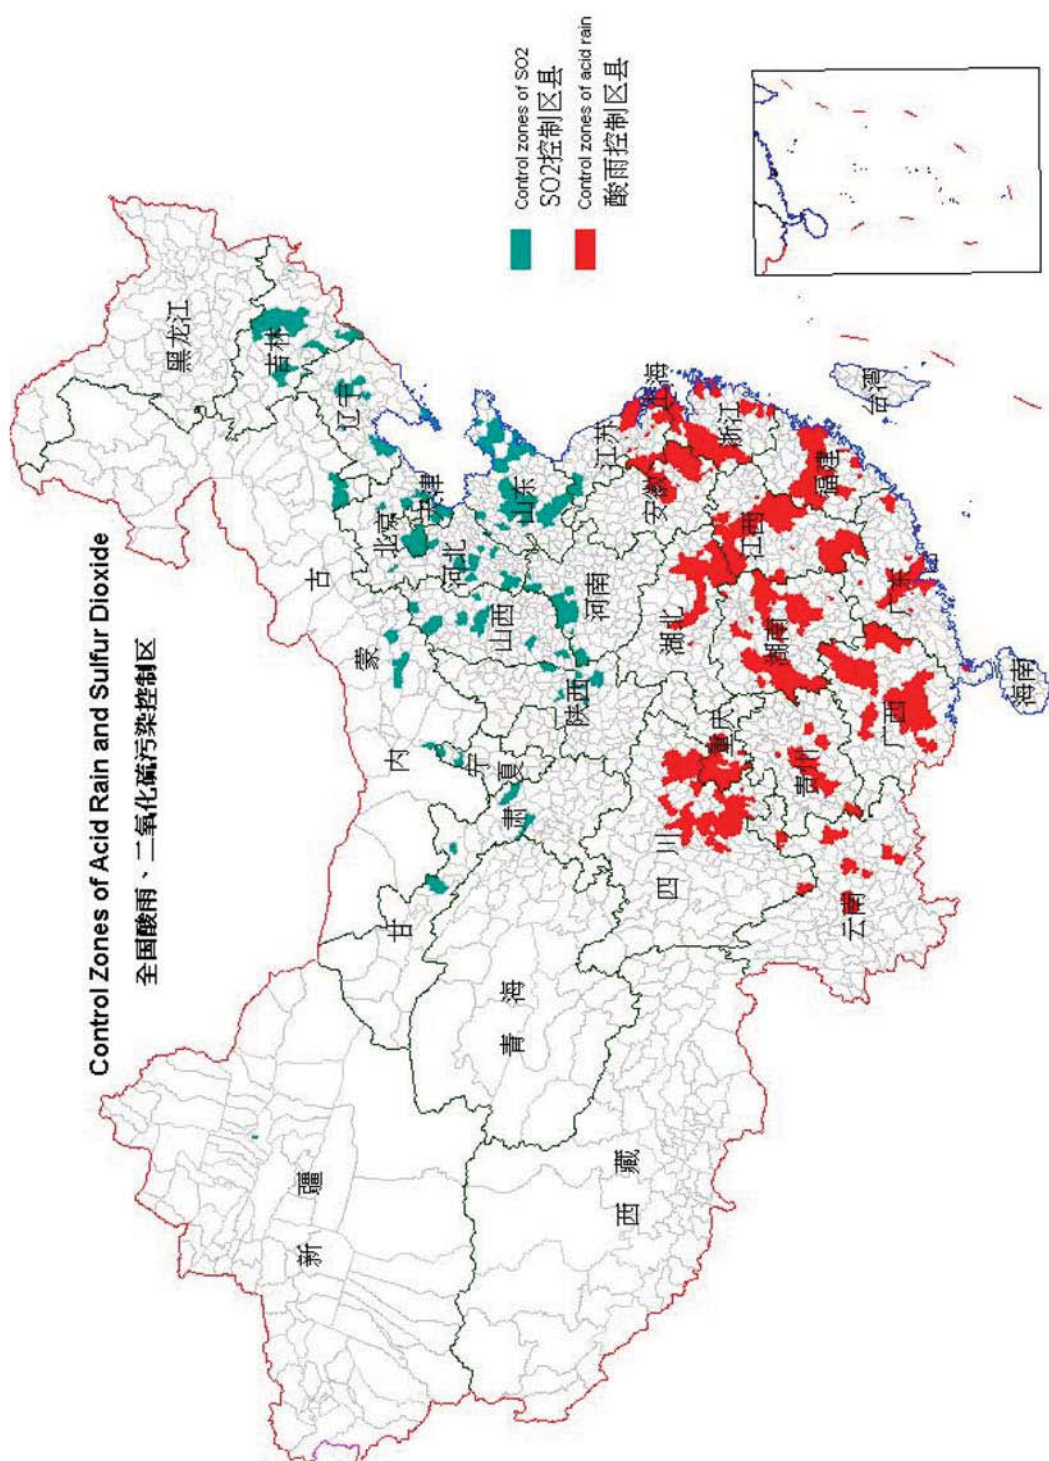 Control Zones of Acid Rain and Sulfur Dioxide
全国酸雨、二氧化硫污染控制区
黑龙江
吉林
辽宁
内
蒙
古
北京
天津
河北
山西
山东
河南
陕西
宁
夏
甘
肃
青
海
新
疆
西
藏
四
川
重庆
湖北
安徽
江苏
上海
浙江
江西
湖南
贵州
云南
广西
广东
福建
台湾
海南
Control zones of SO2
SO2控制区县
Control zones of acid rain
酸雨控制区县